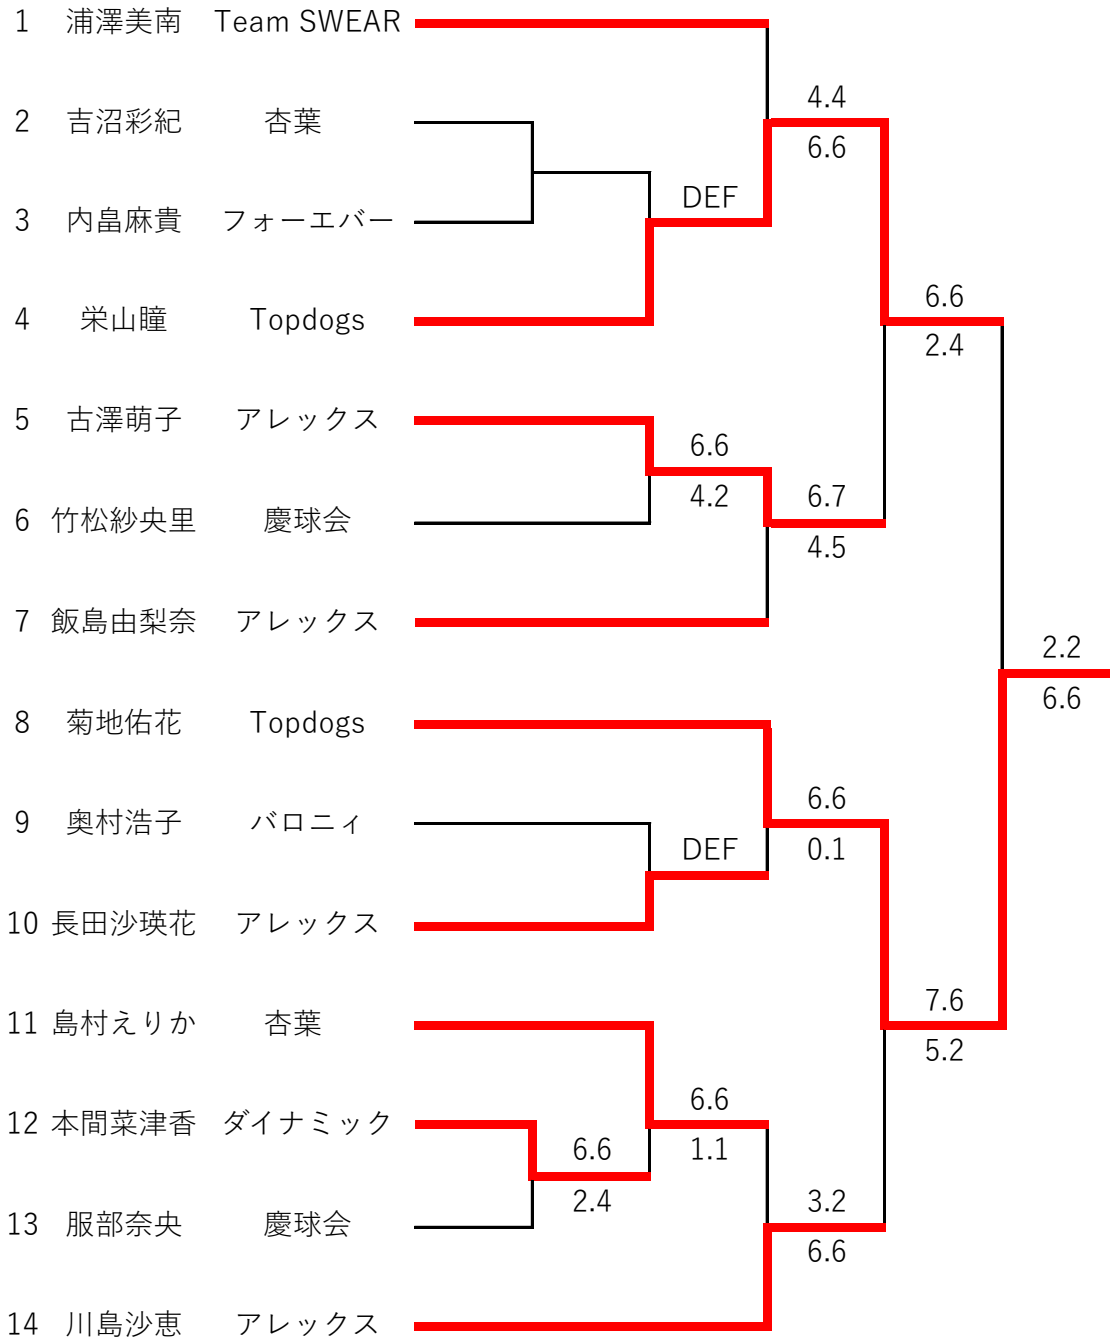 1 浦澤美南 Team SWEAR
4.4
2 吉沼彩紀 杏葉
6.6
DEF
3 内畠麻貴 フォーエバー
6.6
4 栄山瞳 Topdogs
2.4
5 古澤萌子 アレックス
6.6
4.2 6.7
6 竹松紗央里 慶球会
4.5
7 飯島由梨奈 アレックス
2.2
6.6
8 菊地佑花 Topdogs
6.6
9 奥村浩子 バロニィ
DEF 0.1
10 長田沙瑛花 アレックス
7.6
11 島村えりか 杏葉
5.2
6.6
12 本間菜津香 ダイナミック
6.6 1.1
2.4 3.2
13 服部奈央 慶球会
6.6
14 川島沙恵 アレックス